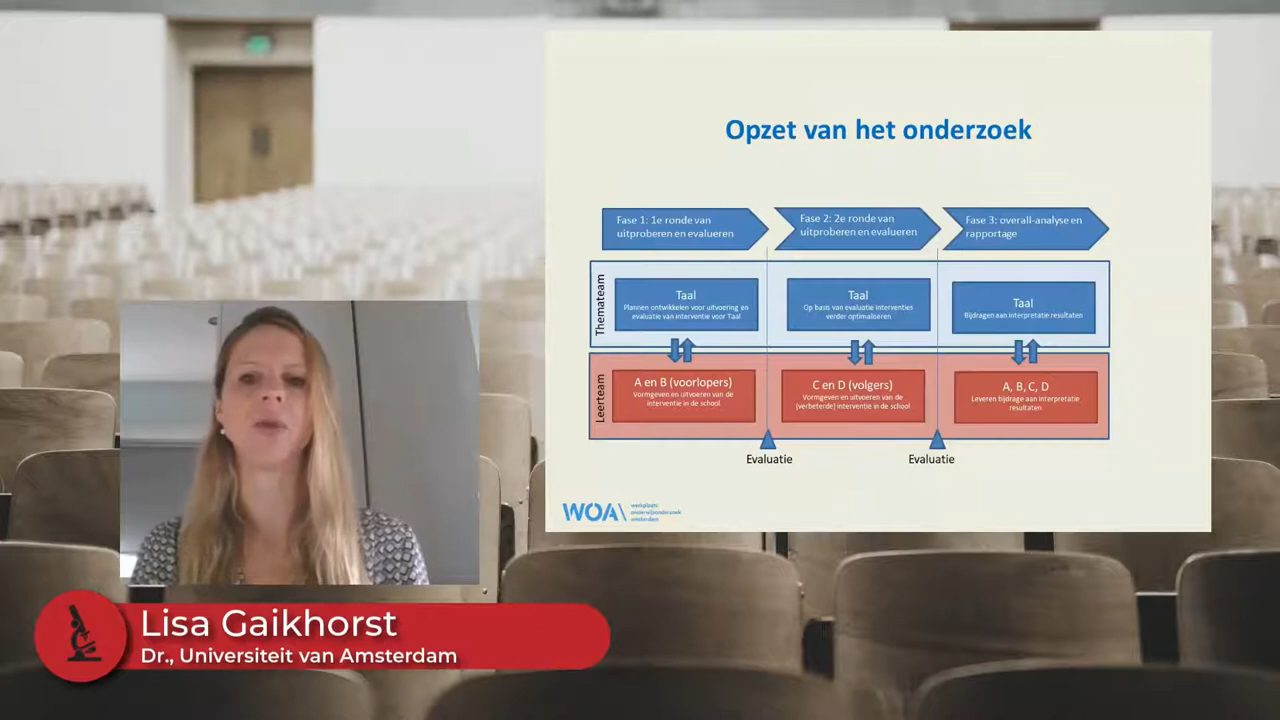 Opzet van het onderzoek
Fase 1: 1e ronde van
uitproberen en evalueren
Fase 2: 2e ronde van
uitproberen en evalueren
Fase 3: overall-analyse en
rapportage
Themateam
Taal
Plannen ontwikkelen voor uitvoering en
evaluatie van interventie voor Taal
Taal
Op basis van evaluatie interventies
verder optimaliseren
Taal
Bijdragen aan interpretatie resultaten
Leerteam
A en B (voorlopers)
Vormgeven en uitvoeren van de
interventie in de school
C en D (volgers)
Vormgeven en uitvoeren van de
(verbeterde) interventie in de school
A, B, C, D
Leveren bijdrage aan interpretatie
resultaten
Evaluatie
Evaluatie
WOA\
werkplaats
onderwijsonderzoek
amsterdam
Lisa Gaikhorst
Dr., Universiteit van Amsterdam